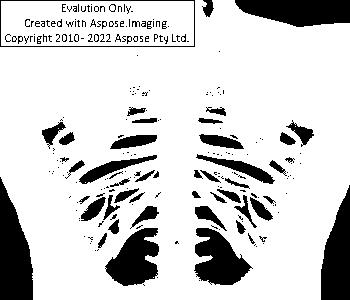 Evalution Only.
Created with Aspose.Imaging.
Copyright 2010- 2022 Aspose Pty Ltd.